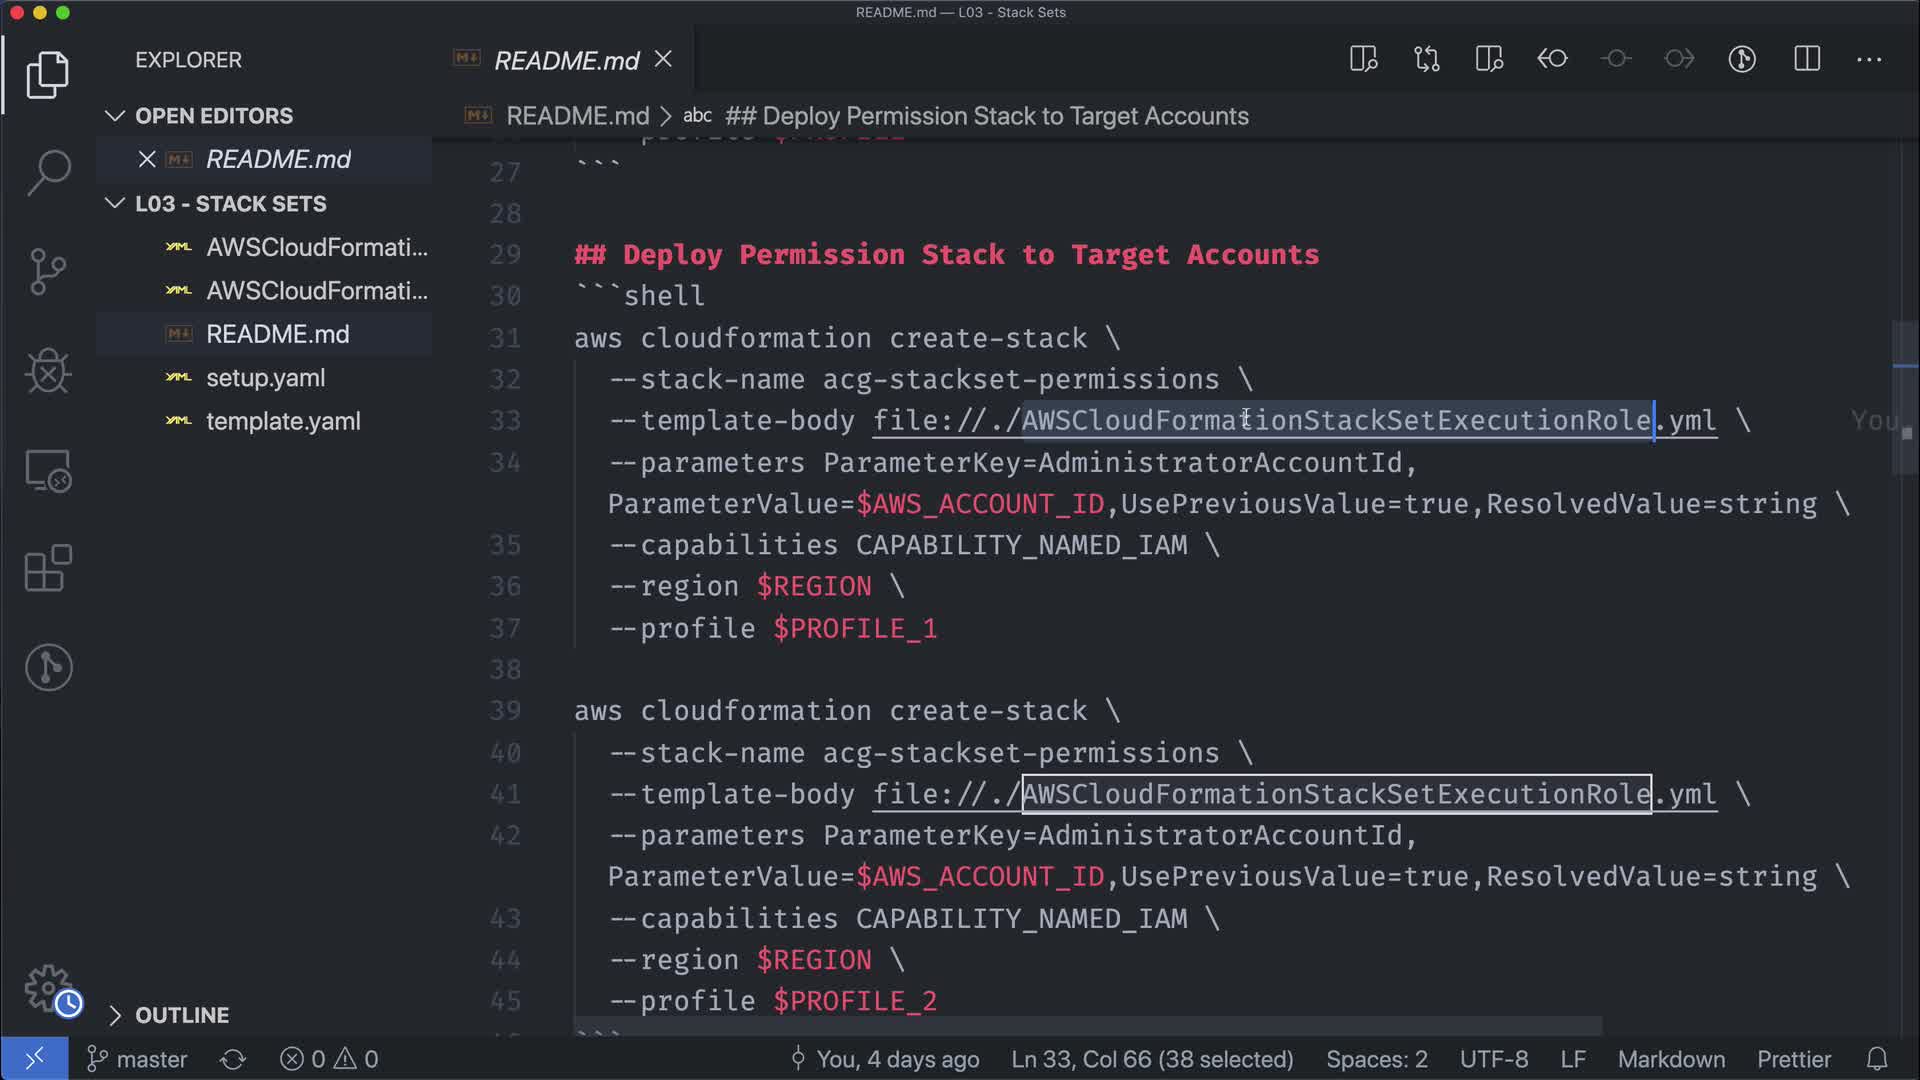 README.md — L03 - Stack Sets
EXPLORER
OPEN EDITORS
README.md
L03 - STACK SETS
AWSCloudFormati...
AWSCloudFormati...
README.md
setup.yaml
template.yaml
OUTLINE
README.md
README.md > abc ## Deploy Permission Stack to Target Accounts
27 ```
28
29 ## Deploy Permission Stack to Target Accounts
30 ```shell
31 aws cloudformation create-stack \
32 --stack-name acg-stackset-permissions \
33 --template-body file://./AWSCloudFormationStackSetExecutionRole.yml \ You
34 --parameters ParameterKey=AdministratorAccountId,
ParameterValue=$AWS_ACCOUNT_ID,UsePreviousValue=true,ResolvedValue=string \
35 --capabilities CAPABILITY_NAMED_IAM \
36 --region $REGION \
37 --profile $PROFILE_1
38
39 aws cloudformation create-stack \
40 --stack-name acg-stackset-permissions \
41 --template-body file://./AWSCloudFormationStackSetExecutionRole.yml \
42 --parameters ParameterKey=AdministratorAccountId,
ParameterValue=$AWS_ACCOUNT_ID,UsePreviousValue=true,ResolvedValue=string \
43 --capabilities CAPABILITY_NAMED_IAM \
44 --region $REGION \
45 --profile $PROFILE_2
```
master 0 0 You, 4 days ago Ln 33, Col 66 (38 selected) Spaces: 2 UTF-8 LF Markdown Prettier